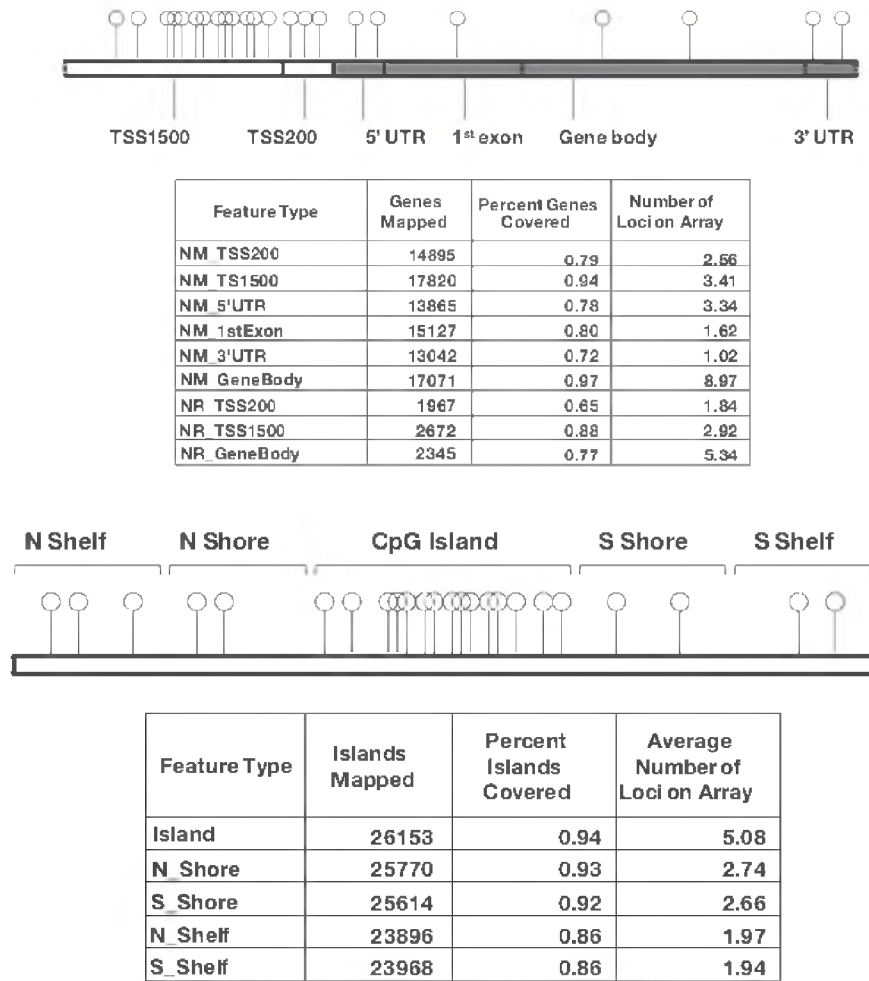 TSS1500 TSS200 5' UTR 1st exon Gene body 3' UTR
Feature Type Genes Mapped Percent Genes Covered Number of Loci on Array
NM_TSS200 14895 0.79 2.56
NM_TS1500 17820 0.94 3.41
NM_5'UTR 13865 0.78 3.34
NM_1stExon 15127 0.80 1.62
NM_3'UTR 13042 0.72 1.02
NM_GeneBody 17071 0.97 8.97
NR_TSS200 1967 0.65 1.84
NR_TSS1500 2672 0.88 2.92
NR_GeneBody 2345 0.77 5.34
N Shelf N Shore CpG Island S Shore S Shelf
Feature Type Islands Mapped Percent Islands Covered Average Number of Loci on Array
Island 26153 0.94 5.08
N_Shore 25770 0.93 2.74
S_Shore 25614 0.92 2.66
N_Shelf 23896 0.86 1.97
S_Shelf 23968 0.86 1.94